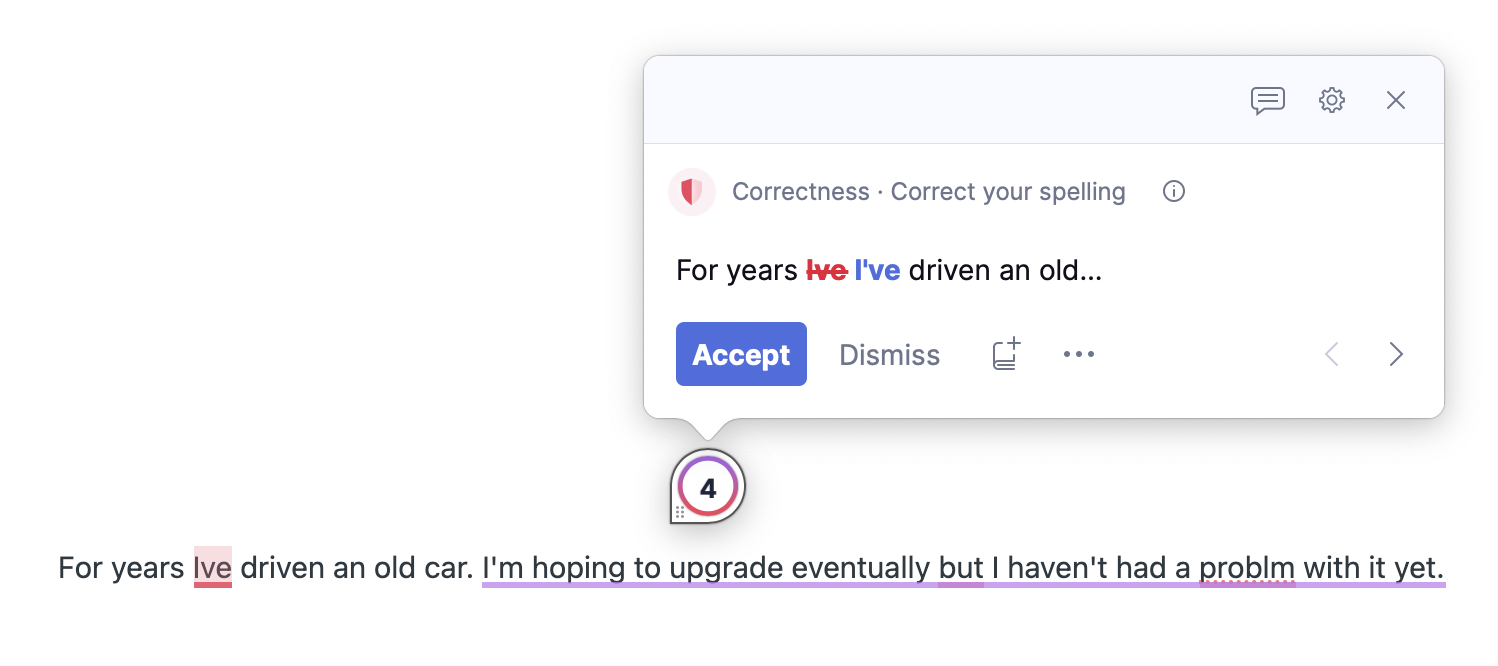 Correctness · Correct your spelling
For years Ive I've driven an old...
Accept Dismiss
4
For years Ive driven an old car. I'm hoping to upgrade eventually but I haven't had a problm with it yet.